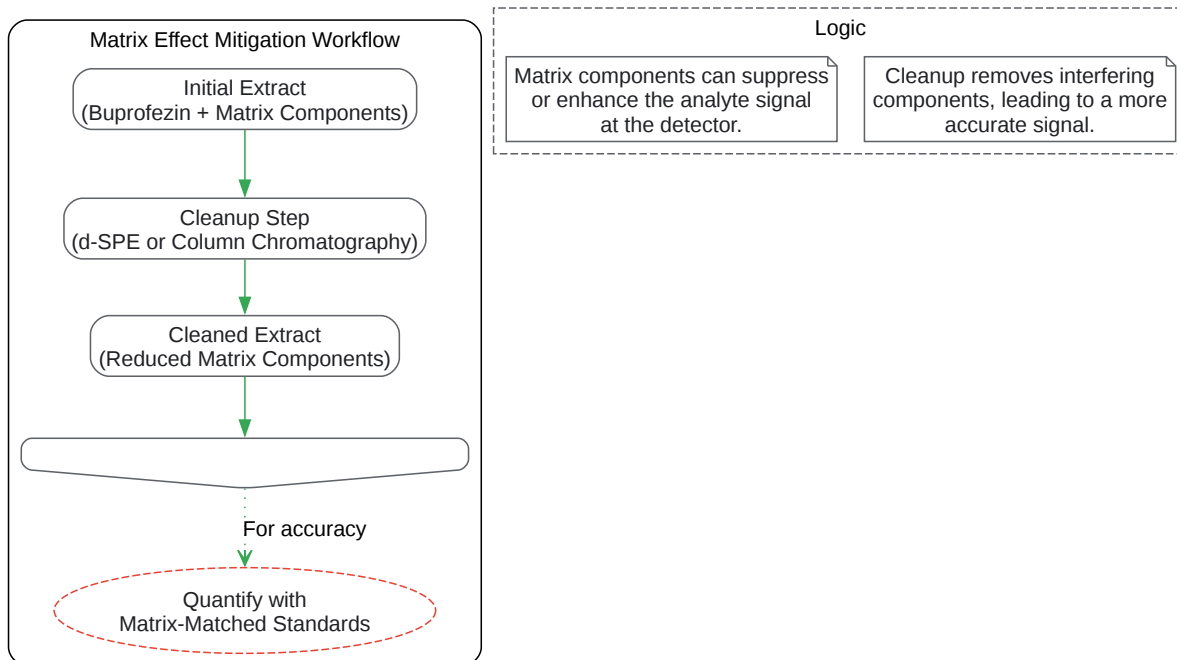 Matrix Effect Mitigation Workflow
Initial Extract
(Buprofezin + Matrix Components)
Cleanup Step
(d-SPE or Column Chromatography)
Cleaned Extract
(Reduced Matrix Components)
For accuracy
Quantify with
Matrix-Matched Standards
Logic
Matrix components can suppress
or enhance the analyte signal
at the detector.
Cleanup removes interfering
components, leading to a more
accurate signal.